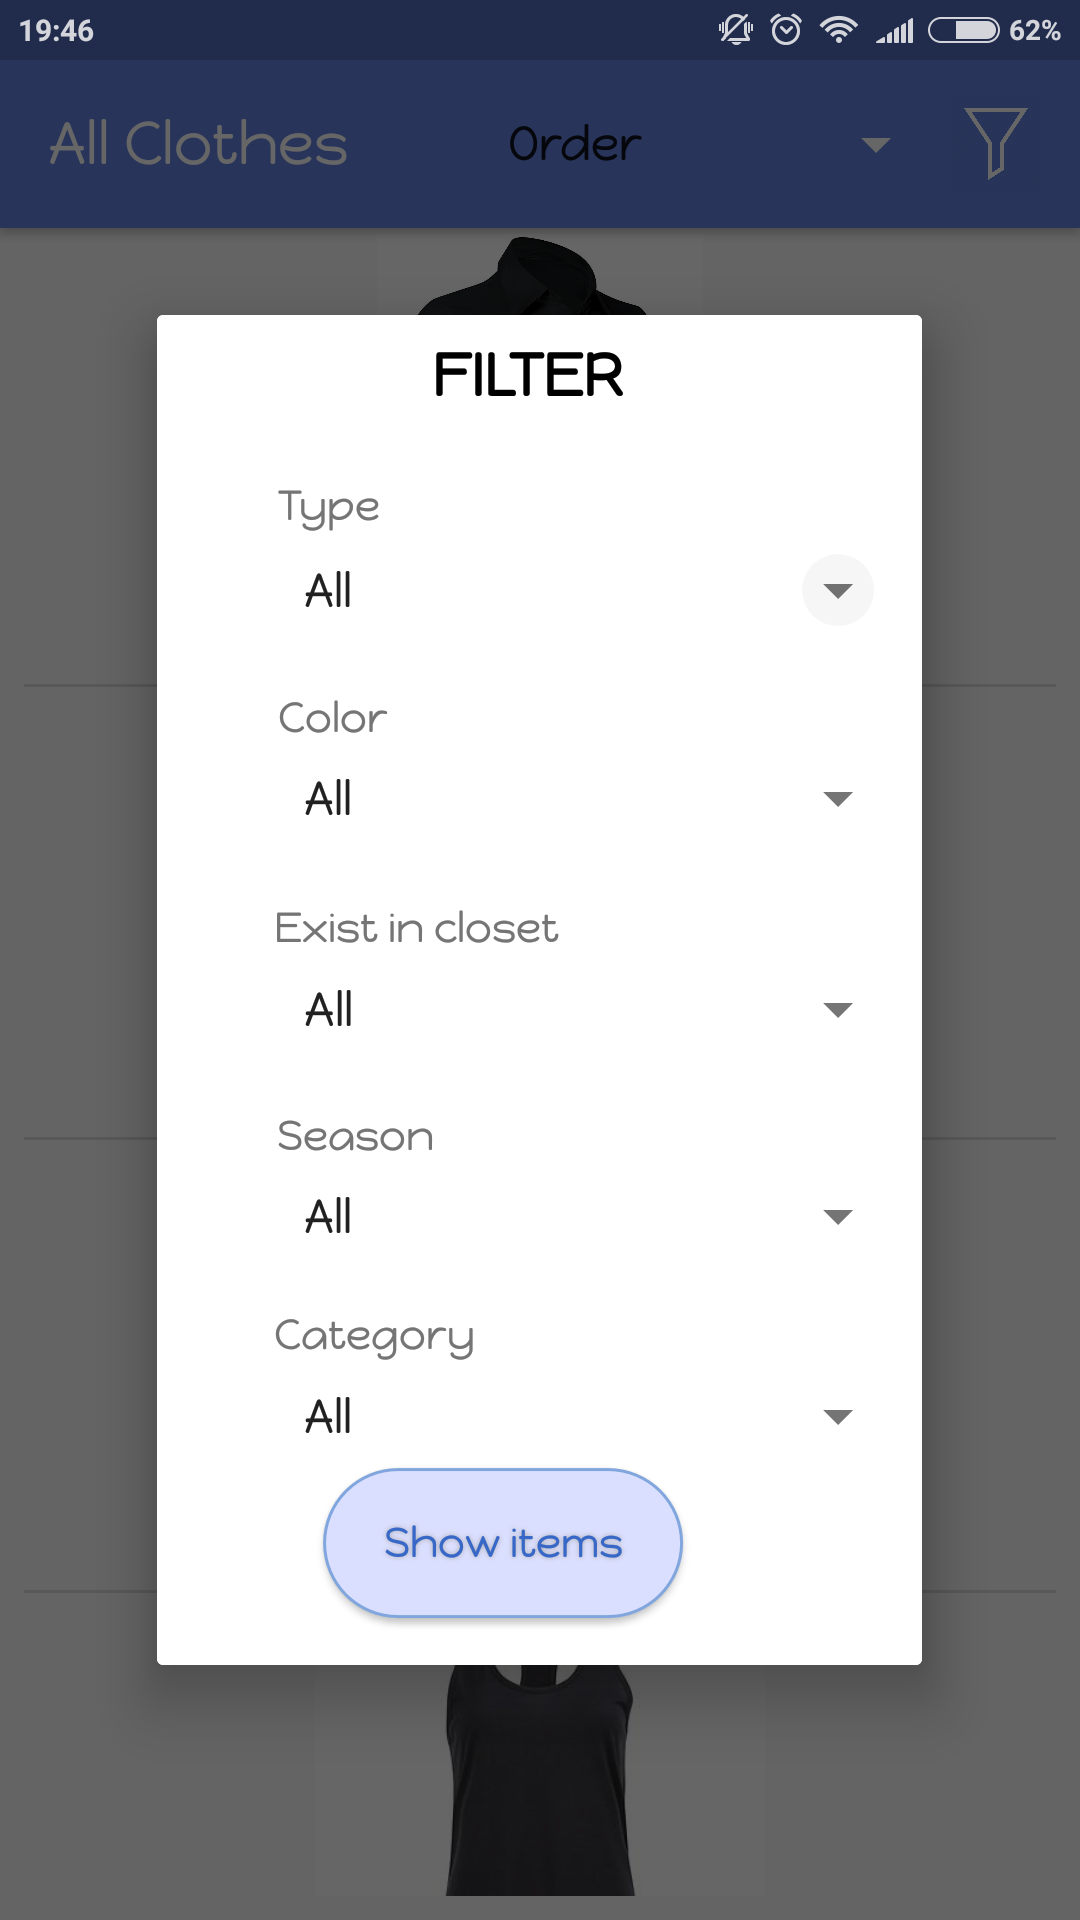 19:46 62%
All Clothes Order
FILTER
Type
All
Color
All
Exist in closet
All
Season
All
Category
All
Show items